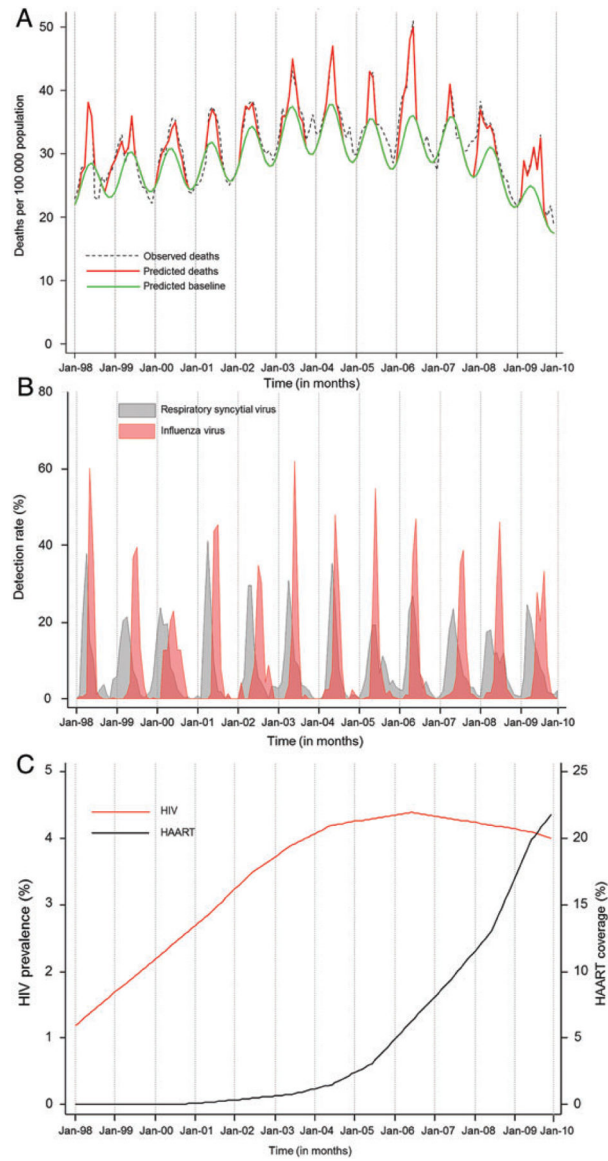 A
Deaths per 100 000 population
50
40
30
20
10
0
Observed deaths
Predicted deaths
Predicted baseline
Jan-98 Jan-99 Jan-00 Jan-01 Jan-02 Jan-03 Jan-04 Jan-05 Jan-06 Jan-07 Jan-08 Jan-09 Jan-10
Time (in months)
B
Detection rate (%)
80
60
40
20
0
Respiratory syncytial virus
Influenza virus
Jan-98 Jan-99 Jan-00 Jan-01 Jan-02 Jan-03 Jan-04 Jan-05 Jan-06 Jan-07 Jan-08 Jan-09 Jan-10
Time (in months)
C
HIV prevalence (%)
5
4
3
2
1
0
HIV
HAART
25
20
15
10
5
0
HAART coverage (%)
Jan-98 Jan-99 Jan-00 Jan-01 Jan-02 Jan-03 Jan-04 Jan-05 Jan-06 Jan-07 Jan-08 Jan-09 Jan-10
Time (in months)